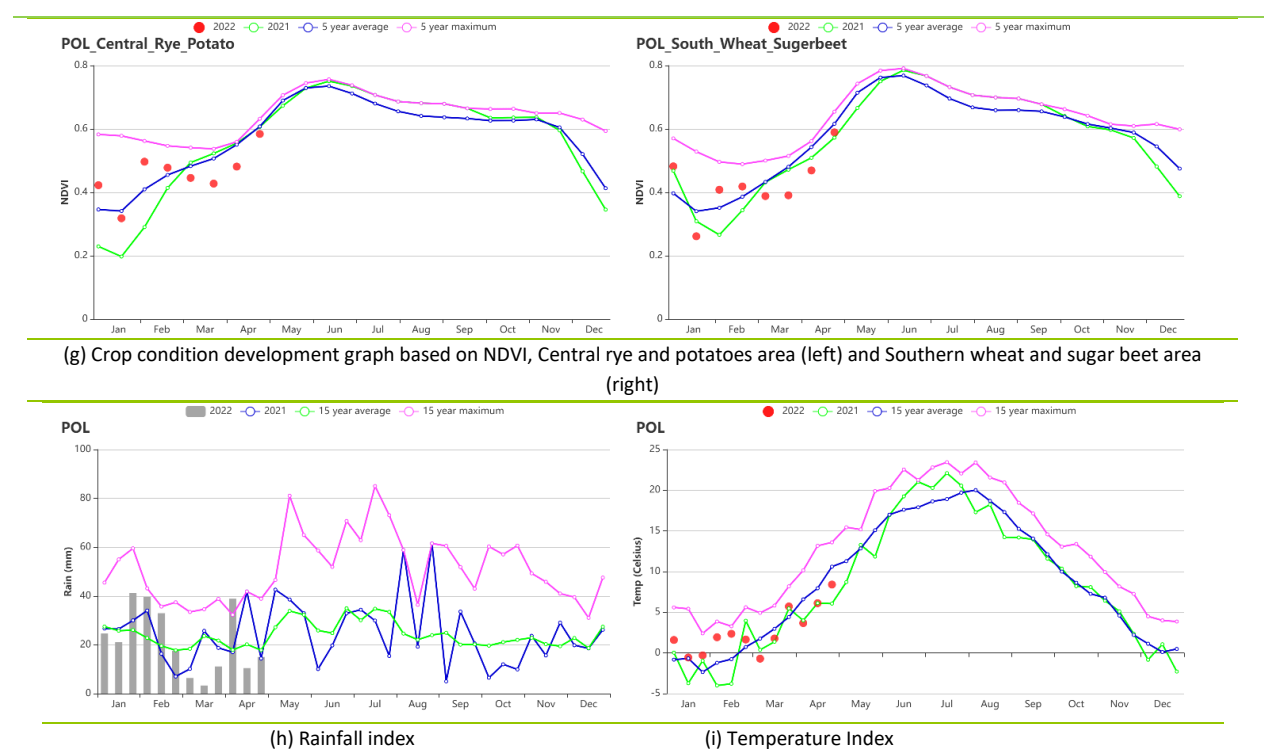 2022 2021 5 year average 5 year maximum
POL_Central_Rye_Potato
0.8
0.6
0.4
0.2
0
NDVI
Jan Feb Mar Apr May Jun Jul Aug Sep Oct Nov Dec
2022 2021 5 year average 5 year maximum
POL_South_Wheat_Sugerbeet
0.8
0.6
0.4
0.2
0
NDVI
Jan Feb Mar Apr May Jun Jul Aug Sep Oct Nov Dec
(g) Crop condition development graph based on NDVI, Central rye and potatoes area (left) and Southern wheat and sugar beet area
(right)
2022 2021 15 year average 15 year maximum
POL
100
80
60
40
20
0
Rain (mm)
Jan Feb Mar Apr May Jun Jul Aug Sep Oct Nov Dec
2022 2021 15 year average 15 year maximum
POL
25
20
15
10
5
0
-5
Temp (Celsius)
Jan Feb Mar Apr May Jun Jul Aug Sep Oct Nov Dec
(h) Rainfall index
(i) Temperature Index